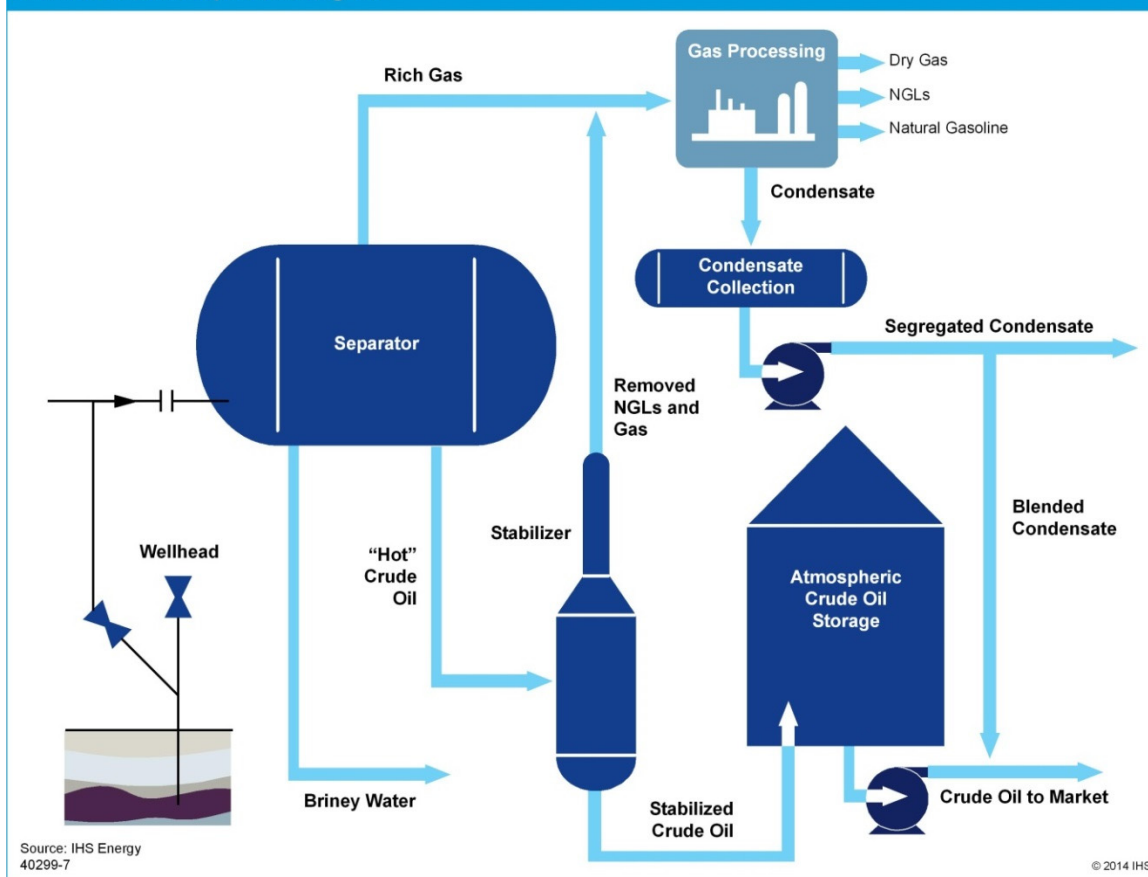 Gas Processing
Dry Gas
NGLs
Natural Gasoline
Rich Gas
Condensate
Condensate
Collection
Segregated Condensate
Separator
Removed
NGLs and
Gas
Stabilizer
Blended
Condensate
Wellhead
“Hot”
Crude
Oil
Atmospheric
Crude Oil
Storage
Briney Water
Stabilized
Crude Oil
Crude Oil to Market
Source: IHS Energy
40299-7
© 2014 IHS